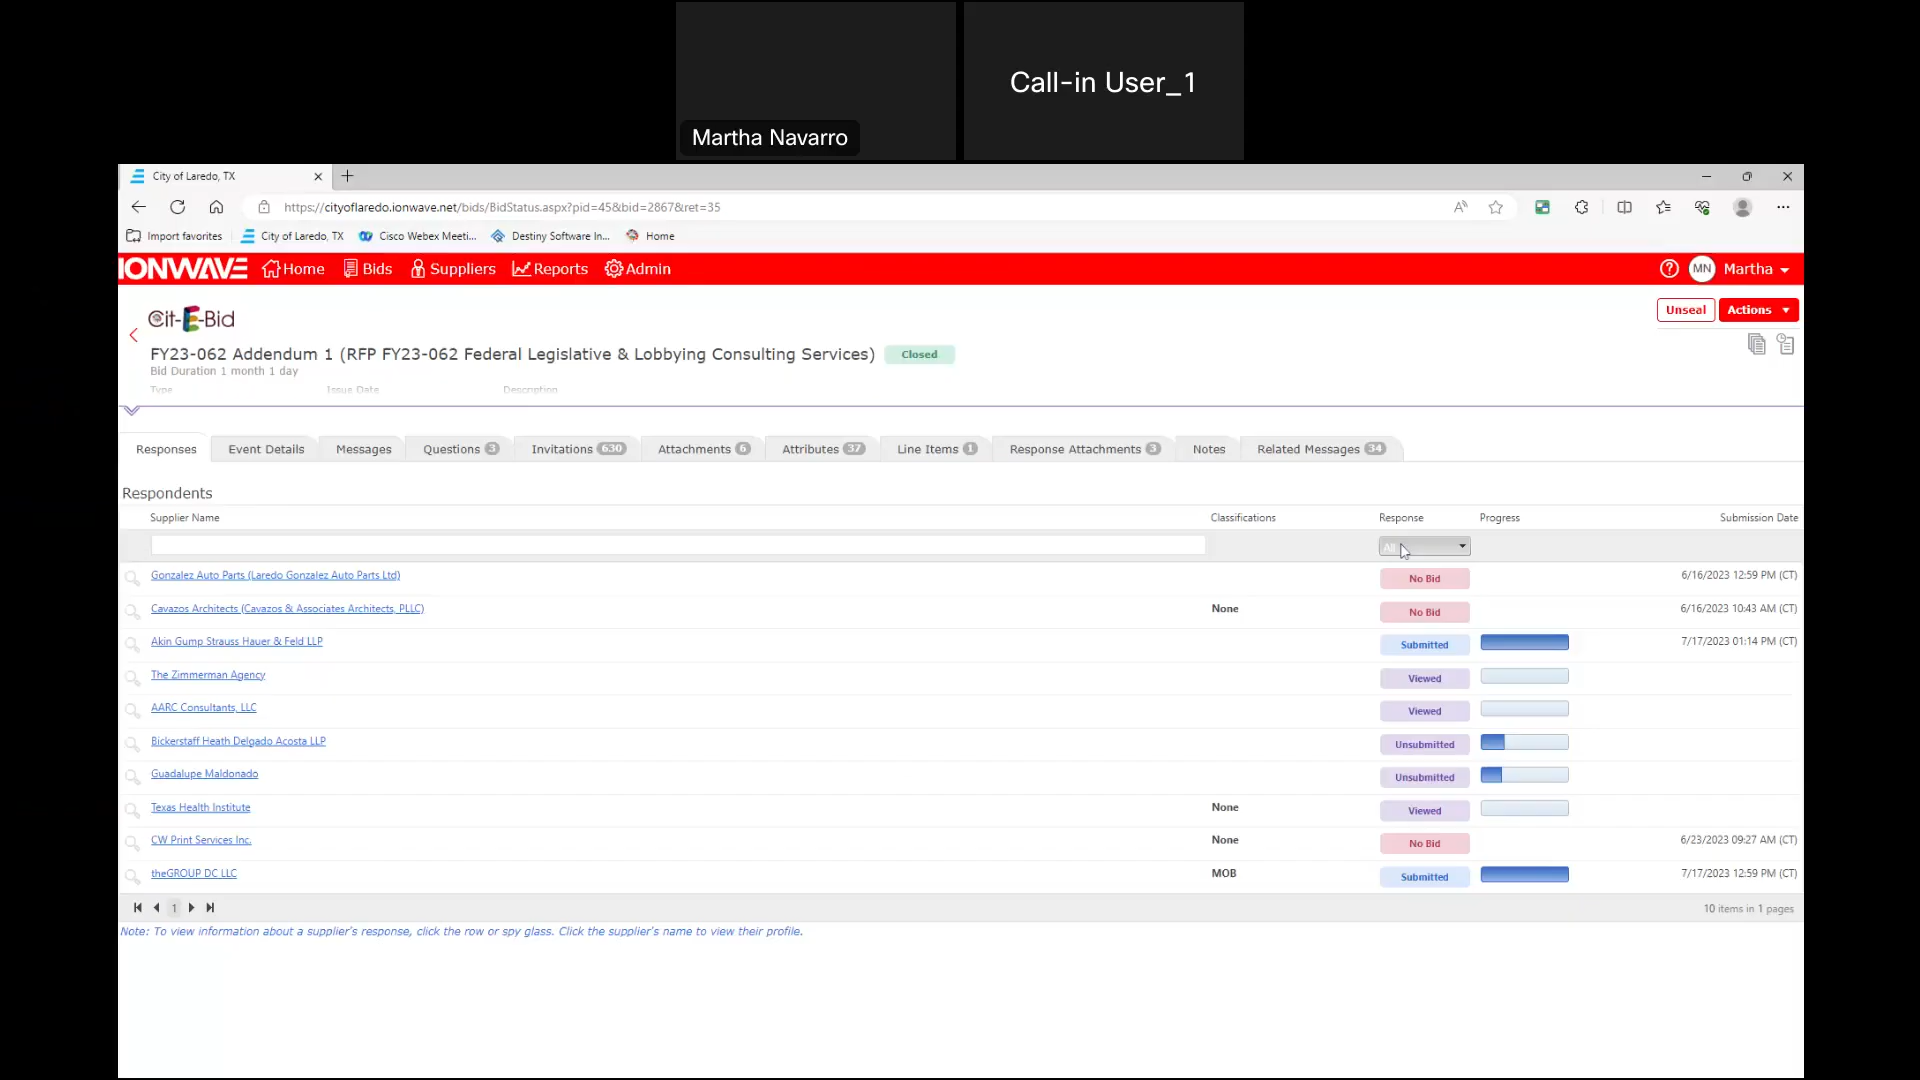 Call-in User_1
Martha Navarro
City of Laredo, TX
https://cityoflaredo.ionwave.net/bids/BidStatus.aspx?pid=45&bid=2867&ret=35
Import favorites City of Laredo, TX Cisco Webex Meeti... Destiny Software In... Home
IONWAVE Home Bids Suppliers Reports Admin ? MN Martha
Cit-E-Bid
Unseal Actions
FY23-062 Addendum 1 (RFP FY23-062 Federal Legislative & Lobbying Consulting Services) Closed
Bid Duration 1 month 1 day
Type Issue Date Description
Responses Event Details Messages Questions 3 Invitations 630 Attachments 6 Attributes 37 Line Items 1 Response Attachments 3 Notes Related Messages 34
Respondents
Supplier Name Classifications Response Progress Submission Date
All
Gonzalez Auto Parts (Laredo Gonzalez Auto Parts Ltd) No Bid 6/16/2023 12:59 PM (CT)
Cavazos Architects (Cavazos & Associates Architects, PLLC) None No Bid 6/16/2023 10:43 AM (CT)
Akin Gump Strauss Hauer & Feld LLP Submitted 7/17/2023 01:14 PM (CT)
The Zimmerman Agency Viewed
AARC Consultants, LLC Viewed
Bickerstaff Heath Delgado Acosta LLP Unsubmitted
Guadalupe Maldonado Unsubmitted
Texas Health Institute None Viewed
CW Print Services Inc. None No Bid 6/23/2023 09:27 AM (CT)
theGROUP DC LLC MOB Submitted 7/17/2023 12:59 PM (CT)
1 10 items in 1 pages
Note: To view information about a supplier's response, click the row or spy glass. Click the supplier's name to view their profile.